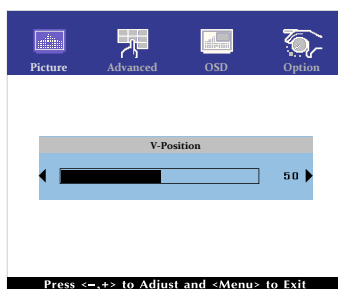 Picture Advanced OSD Option
V-Position
50
Press <–,+> to Adjust and <Menu> to Exit